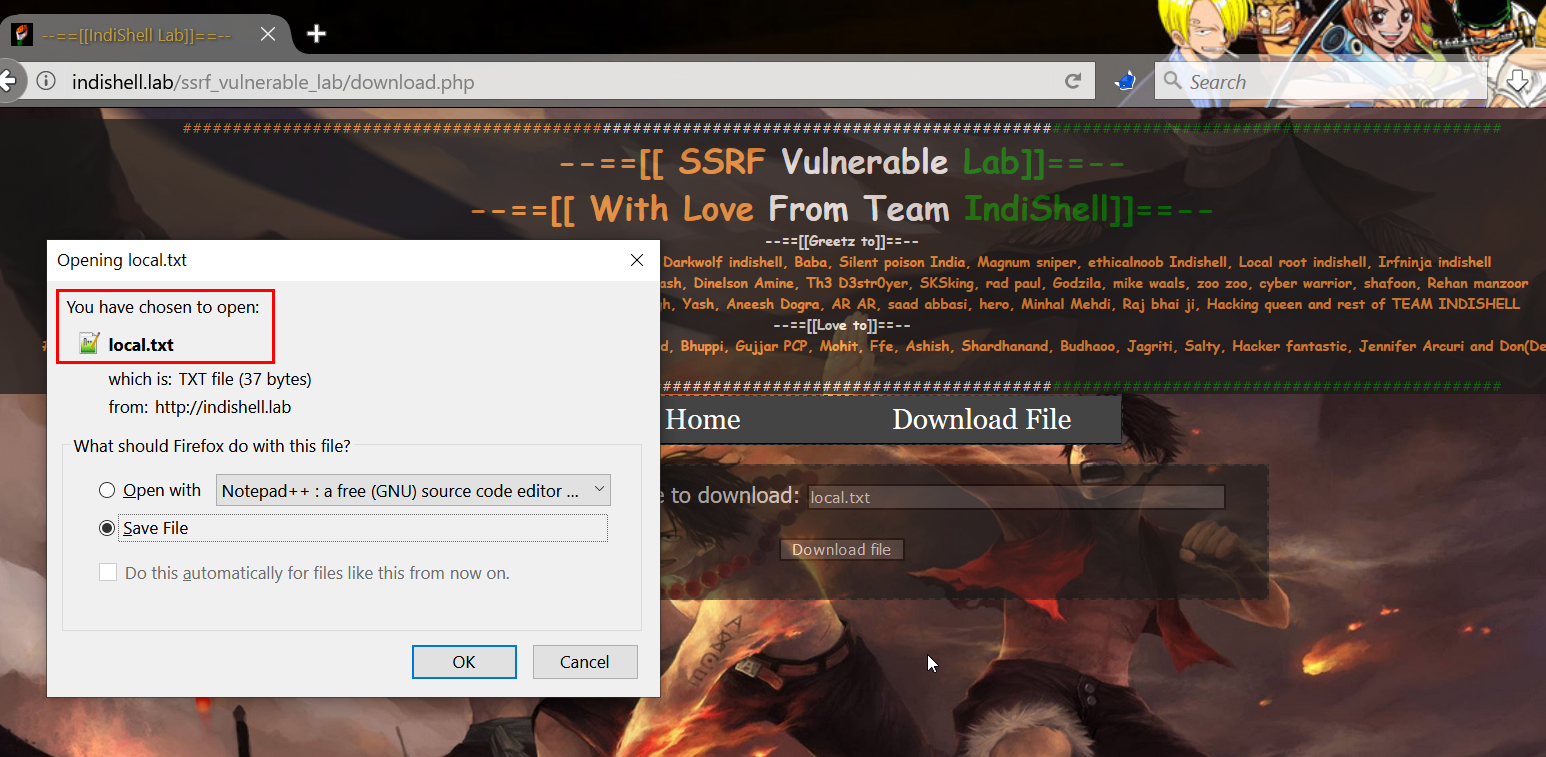 --==[[IndiShell Lab]]==--
indishell.lab/ssrf_vulnerable_lab/download.php
Search
--==[[ SSRF Vulnerable Lab]]==--
--==[[ With Love From Team IndiShell]]==--
--==[[Greetz to]]==--
Darkwolf indishell, Baba, Silent poison India, Magnum sniper, ethicalnoob Indishell, Local root indishell, Irfninja indishell
Dinelson Amine, Th3 D3str0yer, SKSking, rad paul, Godzila, mike waals, zoo zoo, cyber warrior, shafoon, Rehan manzoor
Yash, Aneesh Dogra, AR AR, saad abbasi, hero, Minhal Mehdi, Raj bhai ji, Hacking queen and rest of TEAM INDISHELL
--==[[Love to]]==--
Bhuppi, Gujjar PCP, Mohit, Ffe, Ashish, Shardhanand, Budhaoo, Jagriti, Salty, Hacker fantastic, Jennifer Arcuri and
Home Download File
to download: local.txt
Download file
Opening local.txt
You have chosen to open:
local.txt
which is: TXT file (37 bytes)
from: http://indishell.lab
What should Firefox do with this file?
Open with Notepad++ : a free (GNU) source code editor ...
Save File
Do this automatically for files like this from now on.
OK Cancel